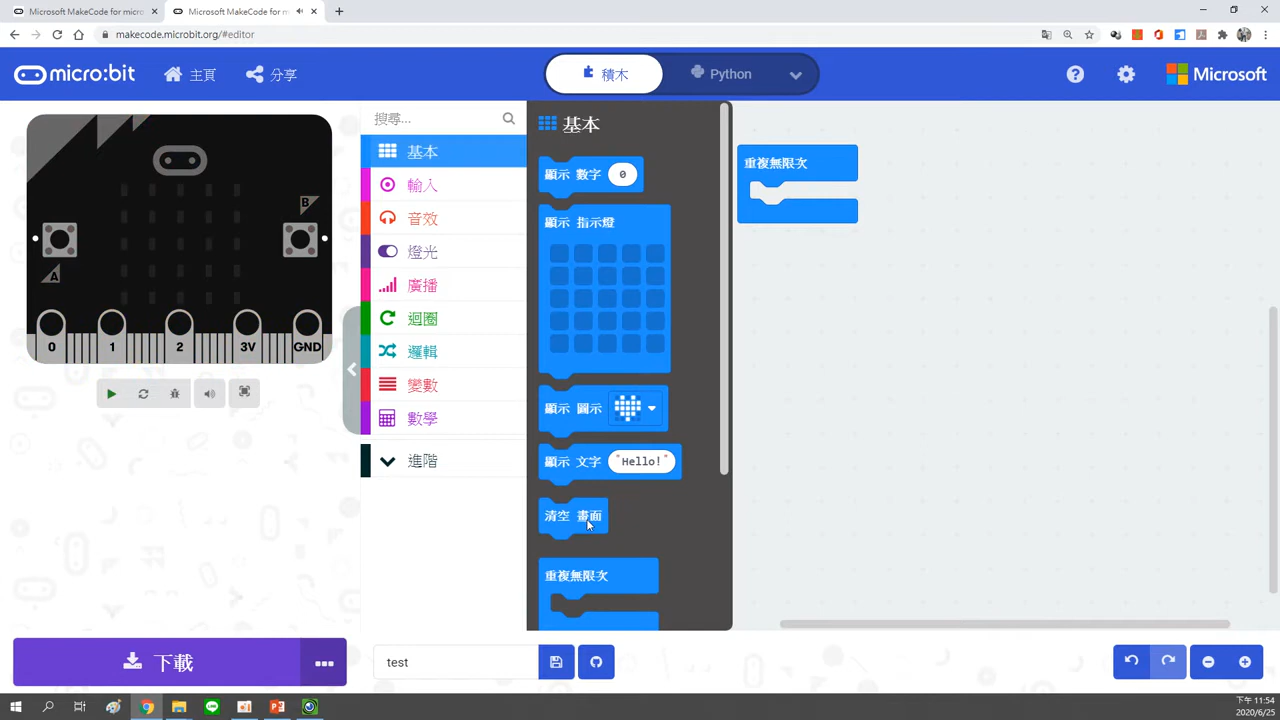 Microsoft MakeCode for micro
Microsoft MakeCode for m
makecode.microbit.org/#editor
micro:bit
主頁
分享
積木
Python
Microsoft
搜尋...
基本
輸入
音效
燈光
廣播
迴圈
邏輯
變數
數學
進階
基本
顯示 數字 0
顯示 指示燈
顯示 圖示
顯示 文字 "Hello!"
清空 畫面
重複無限次
重複無限次
A
B
0 1 2 3V GND
下載
test
下午 11:54
2020/6/25